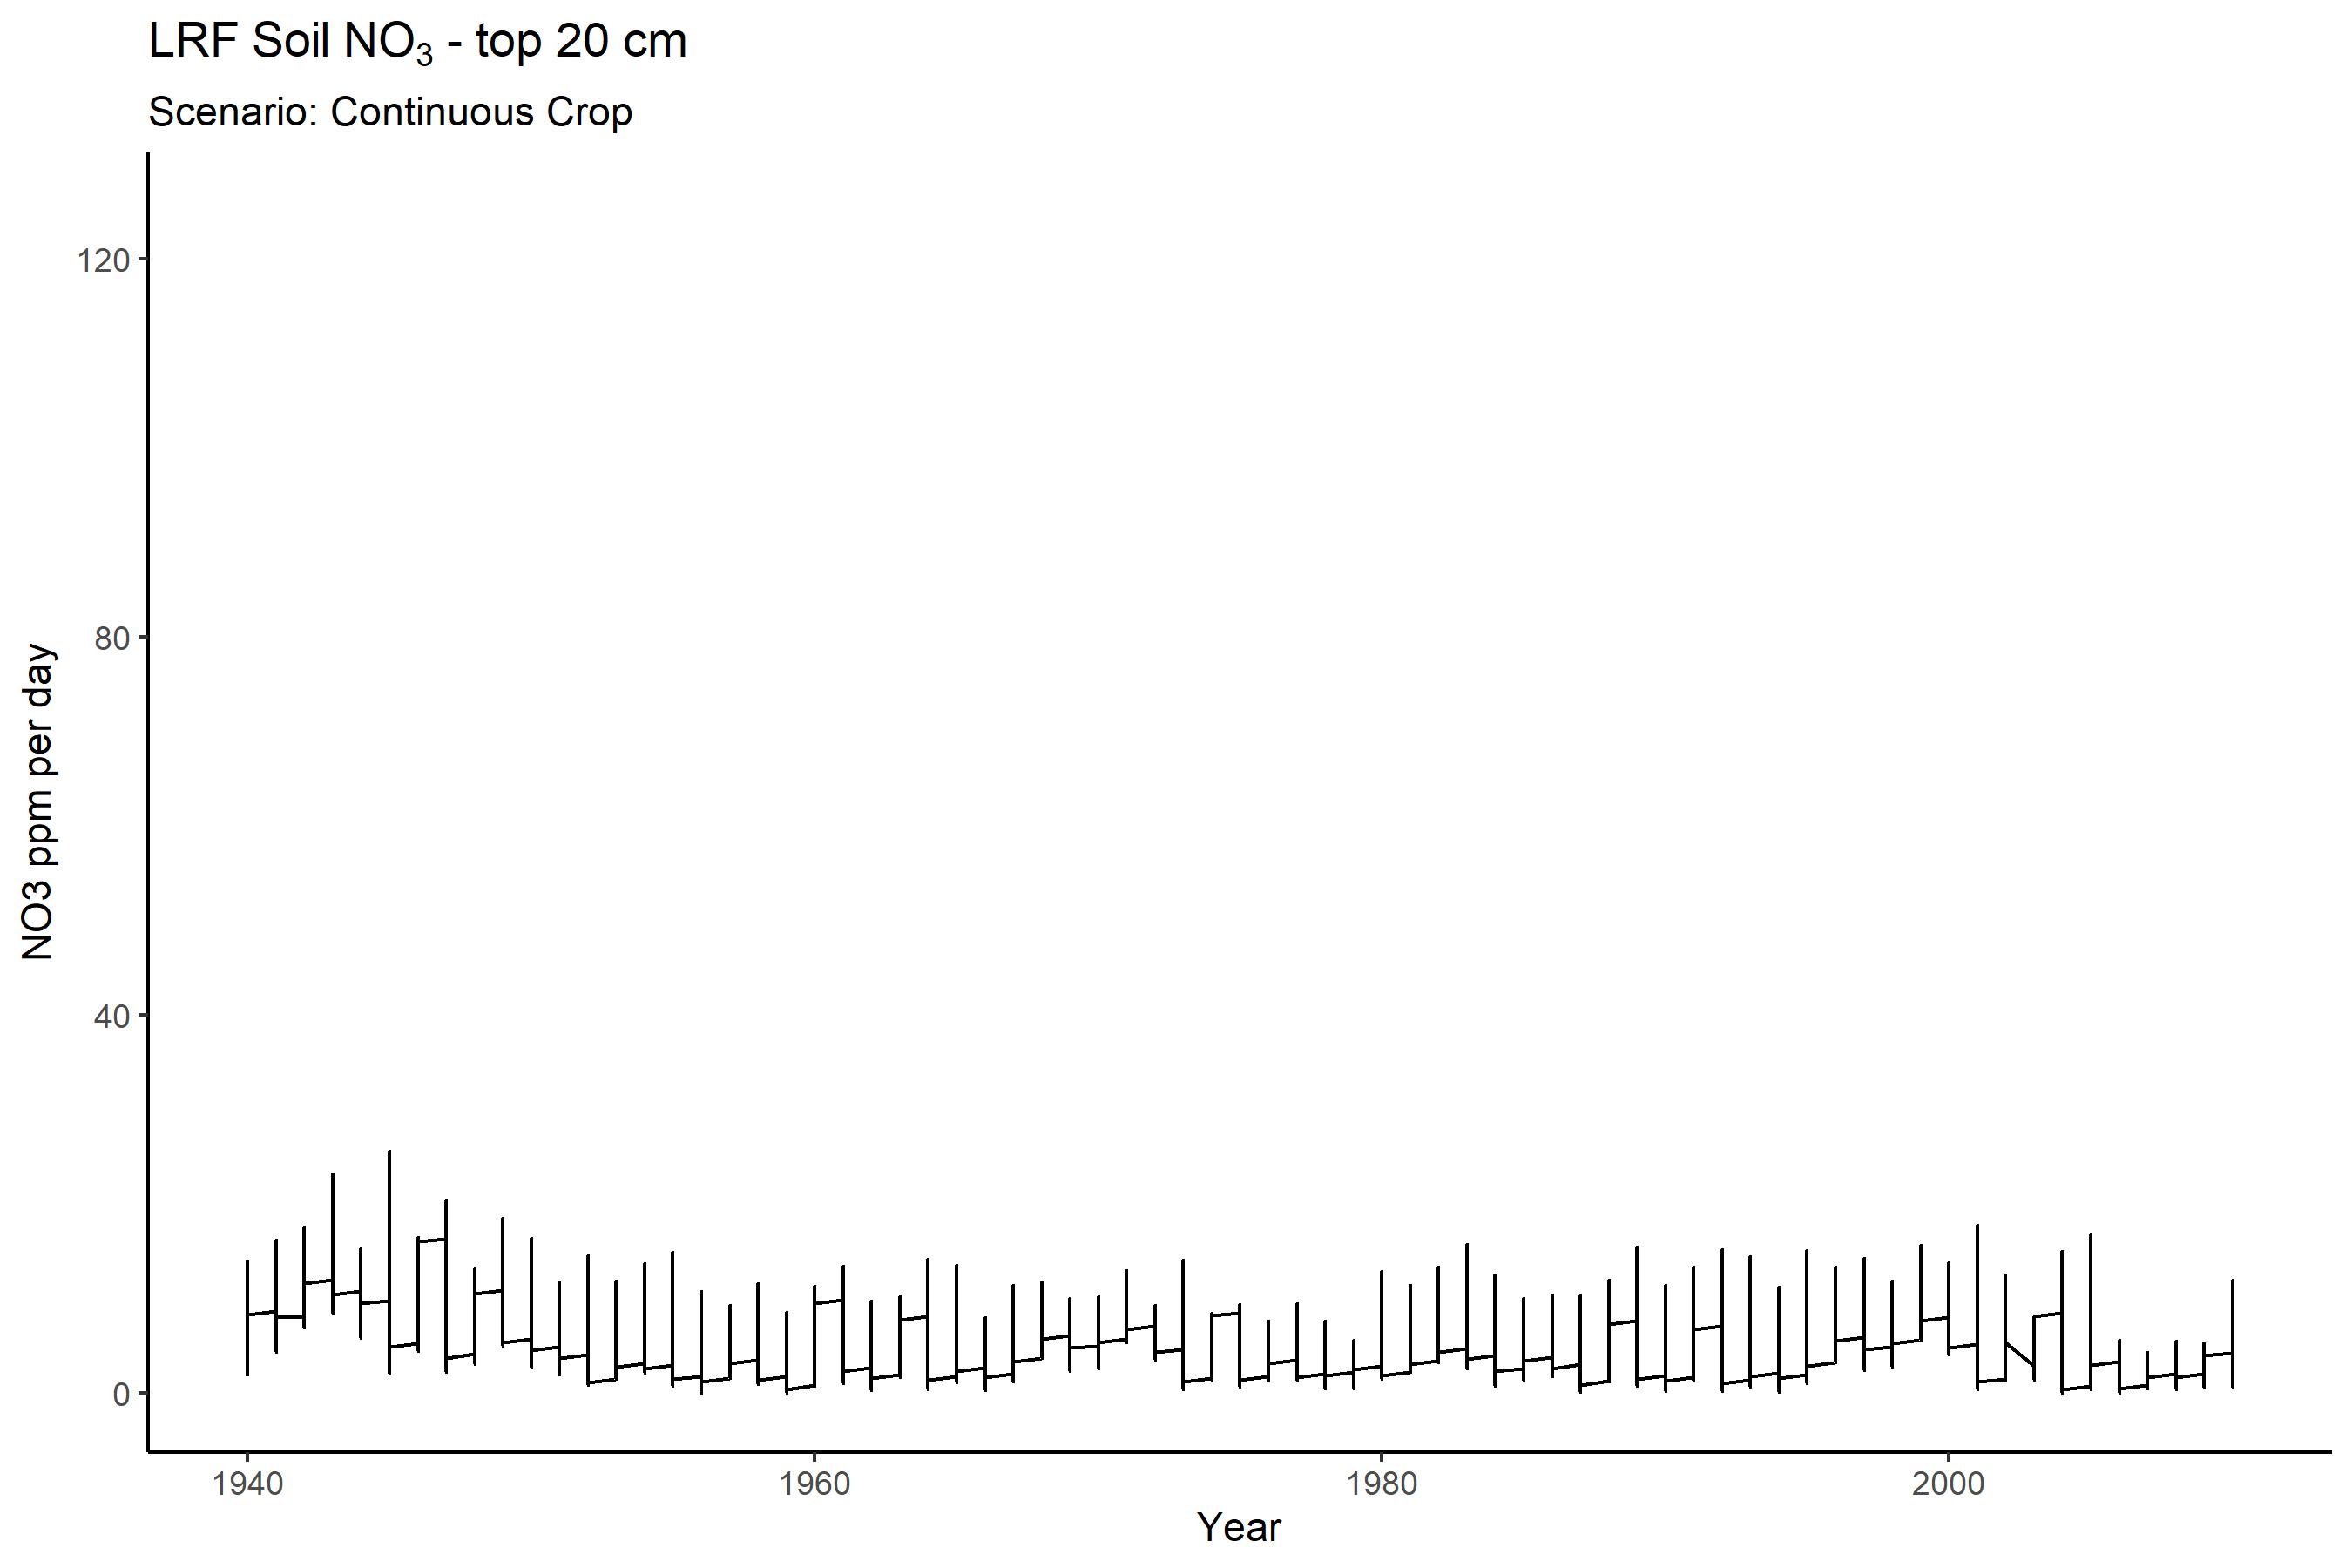 LRF Soil NO₃ - top 20 cm
Scenario: Continuous Crop
NO3 ppm per day
120
80
40
0
1940 1960 1980 2000
Year